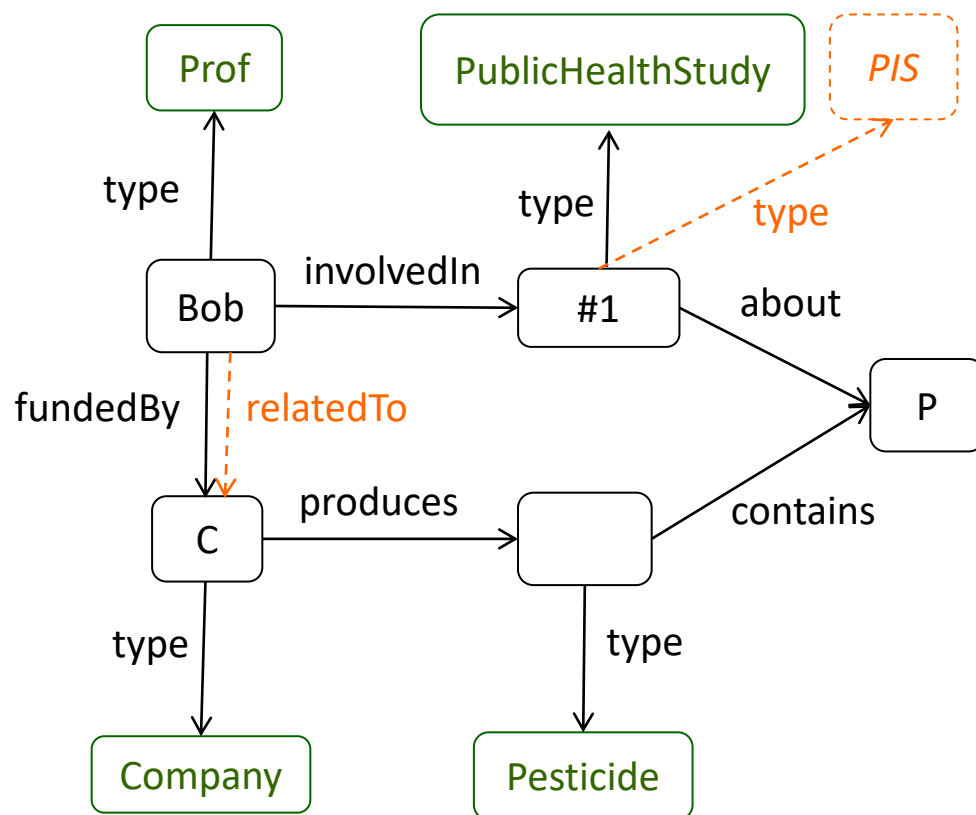 Prof
PublicHealthStudy
PIS
type
type
type
involvedIn
Bob
#1
about
fundedBy
relatedTo
P
produces
contains
C
type
type
Company
Pesticide